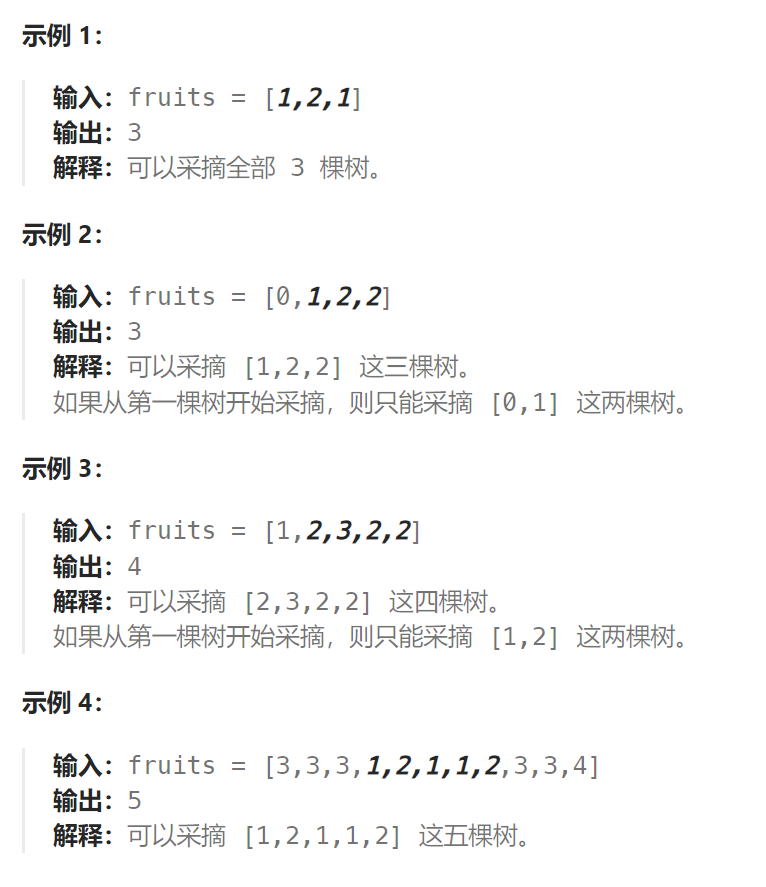 示例 1：
输入：fruits = [1,2,1]
输出：3
解释：可以采摘全部 3 棵树。
示例 2：
输入：fruits = [0,1,2,2]
输出：3
解释：可以采摘 [1,2,2] 这三棵树。
如果从第一棵树开始采摘，则只能采摘 [0,1] 这两棵树。
示例 3：
输入：fruits = [1,2,3,2,2]
输出：4
解释：可以采摘 [2,3,2,2] 这四棵树。
如果从第一棵树开始采摘，则只能采摘 [1,2] 这两棵树。
示例 4：
输入：fruits = [3,3,3,1,2,1,1,2,3,3,4]
输出：5
解释：可以采摘 [1,2,1,1,2] 这五棵树。